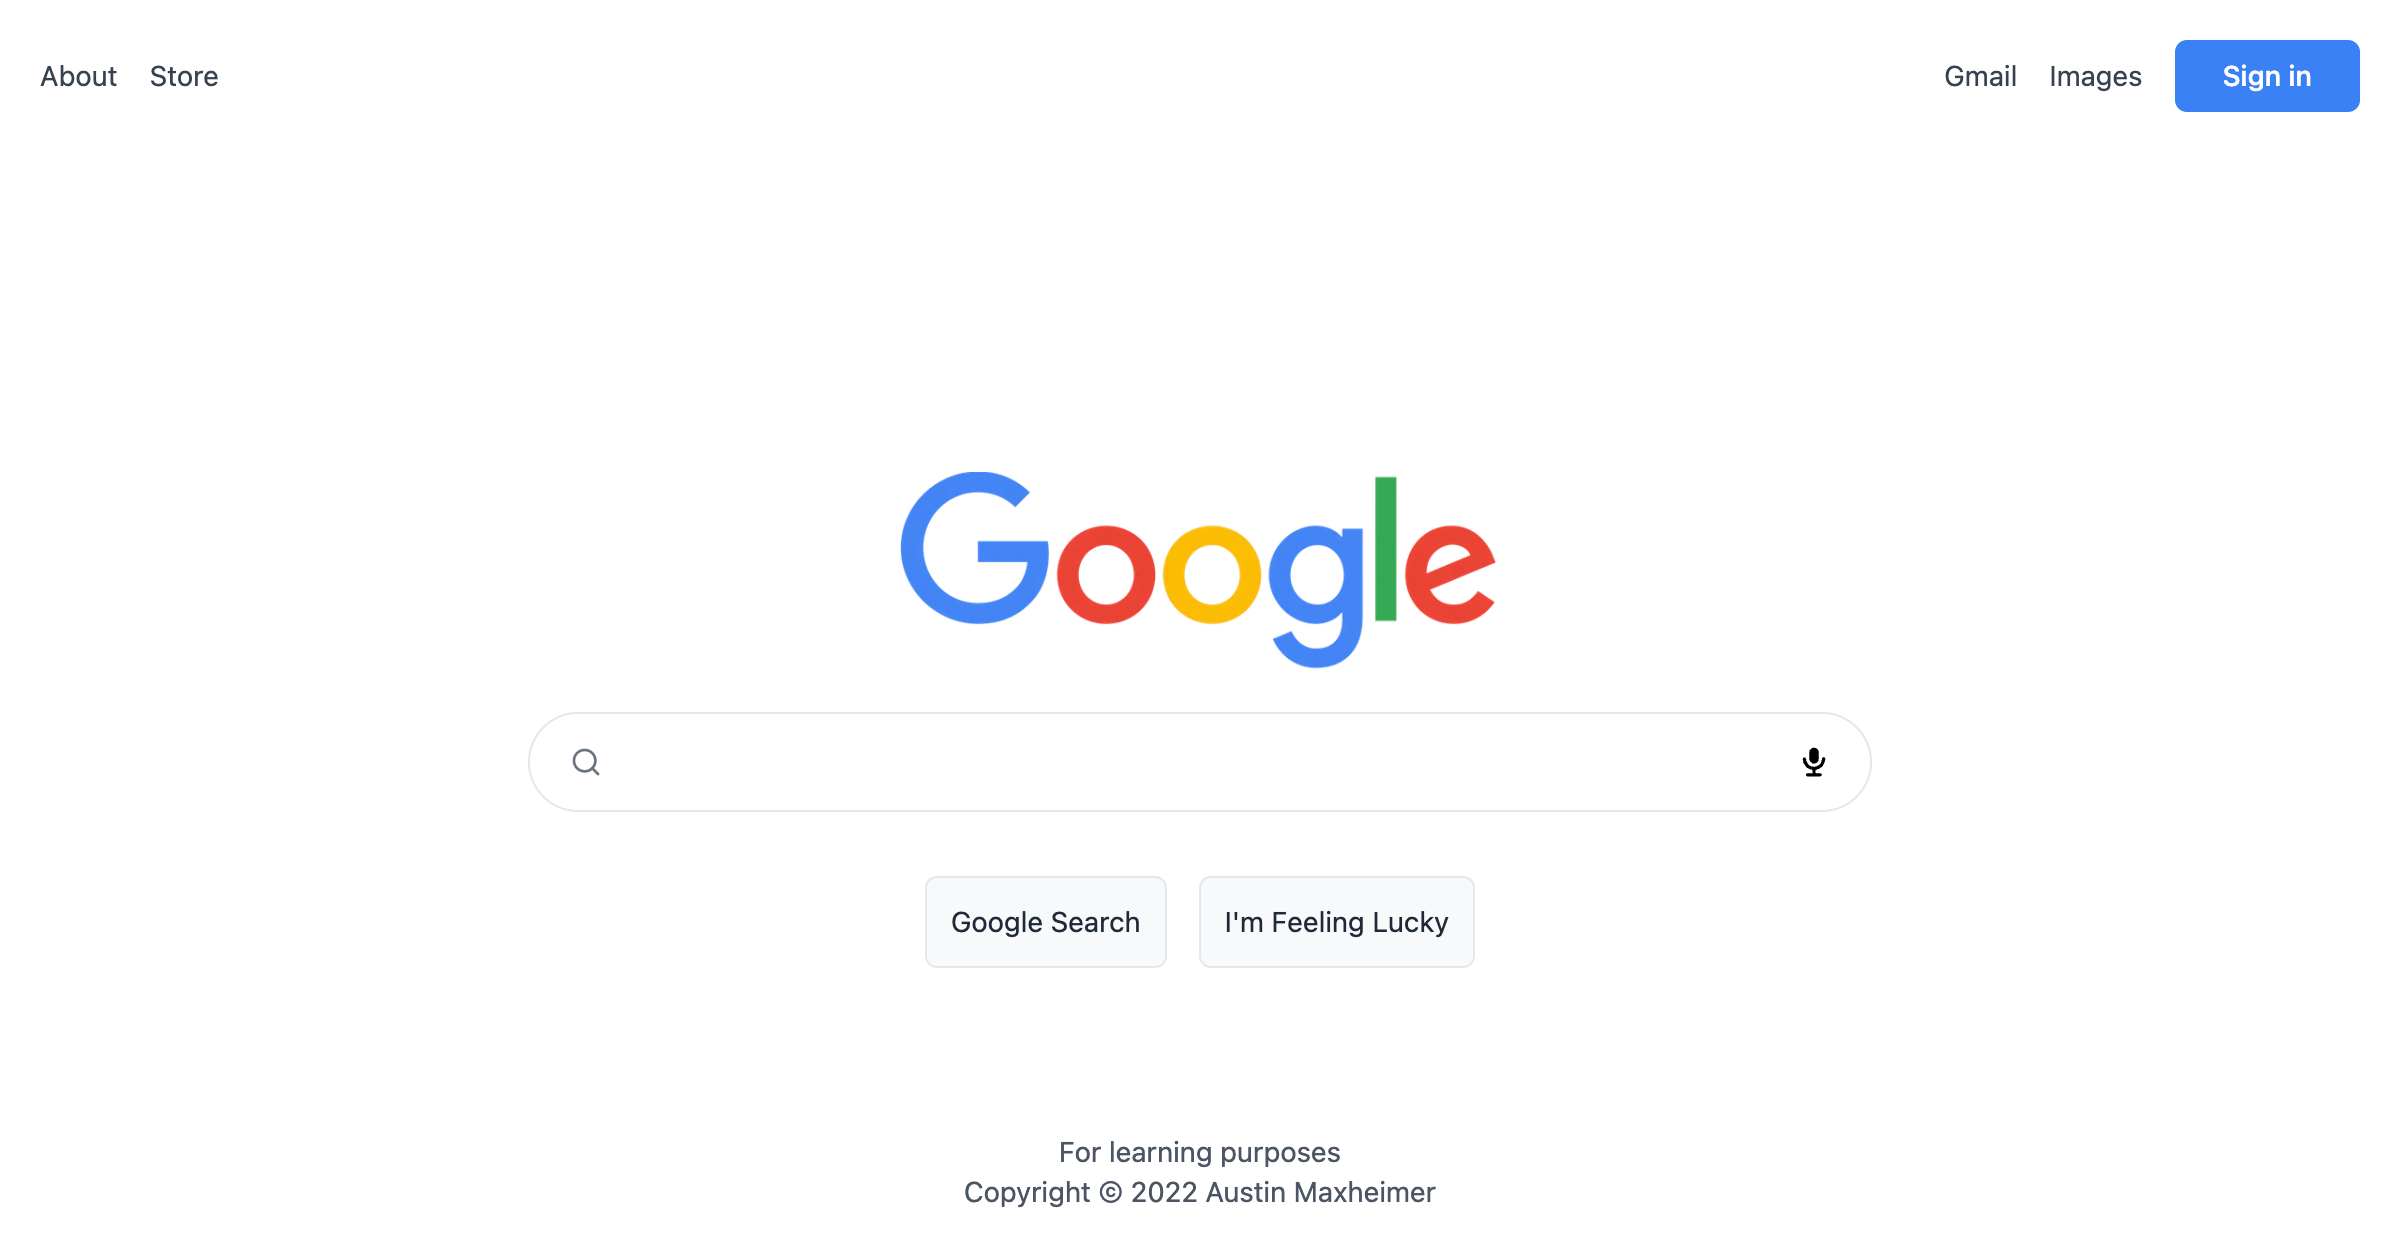 About Store Gmail Images Sign in
Google
Google Search I'm Feeling Lucky
For learning purposes
Copyright © 2022 Austin Maxheimer